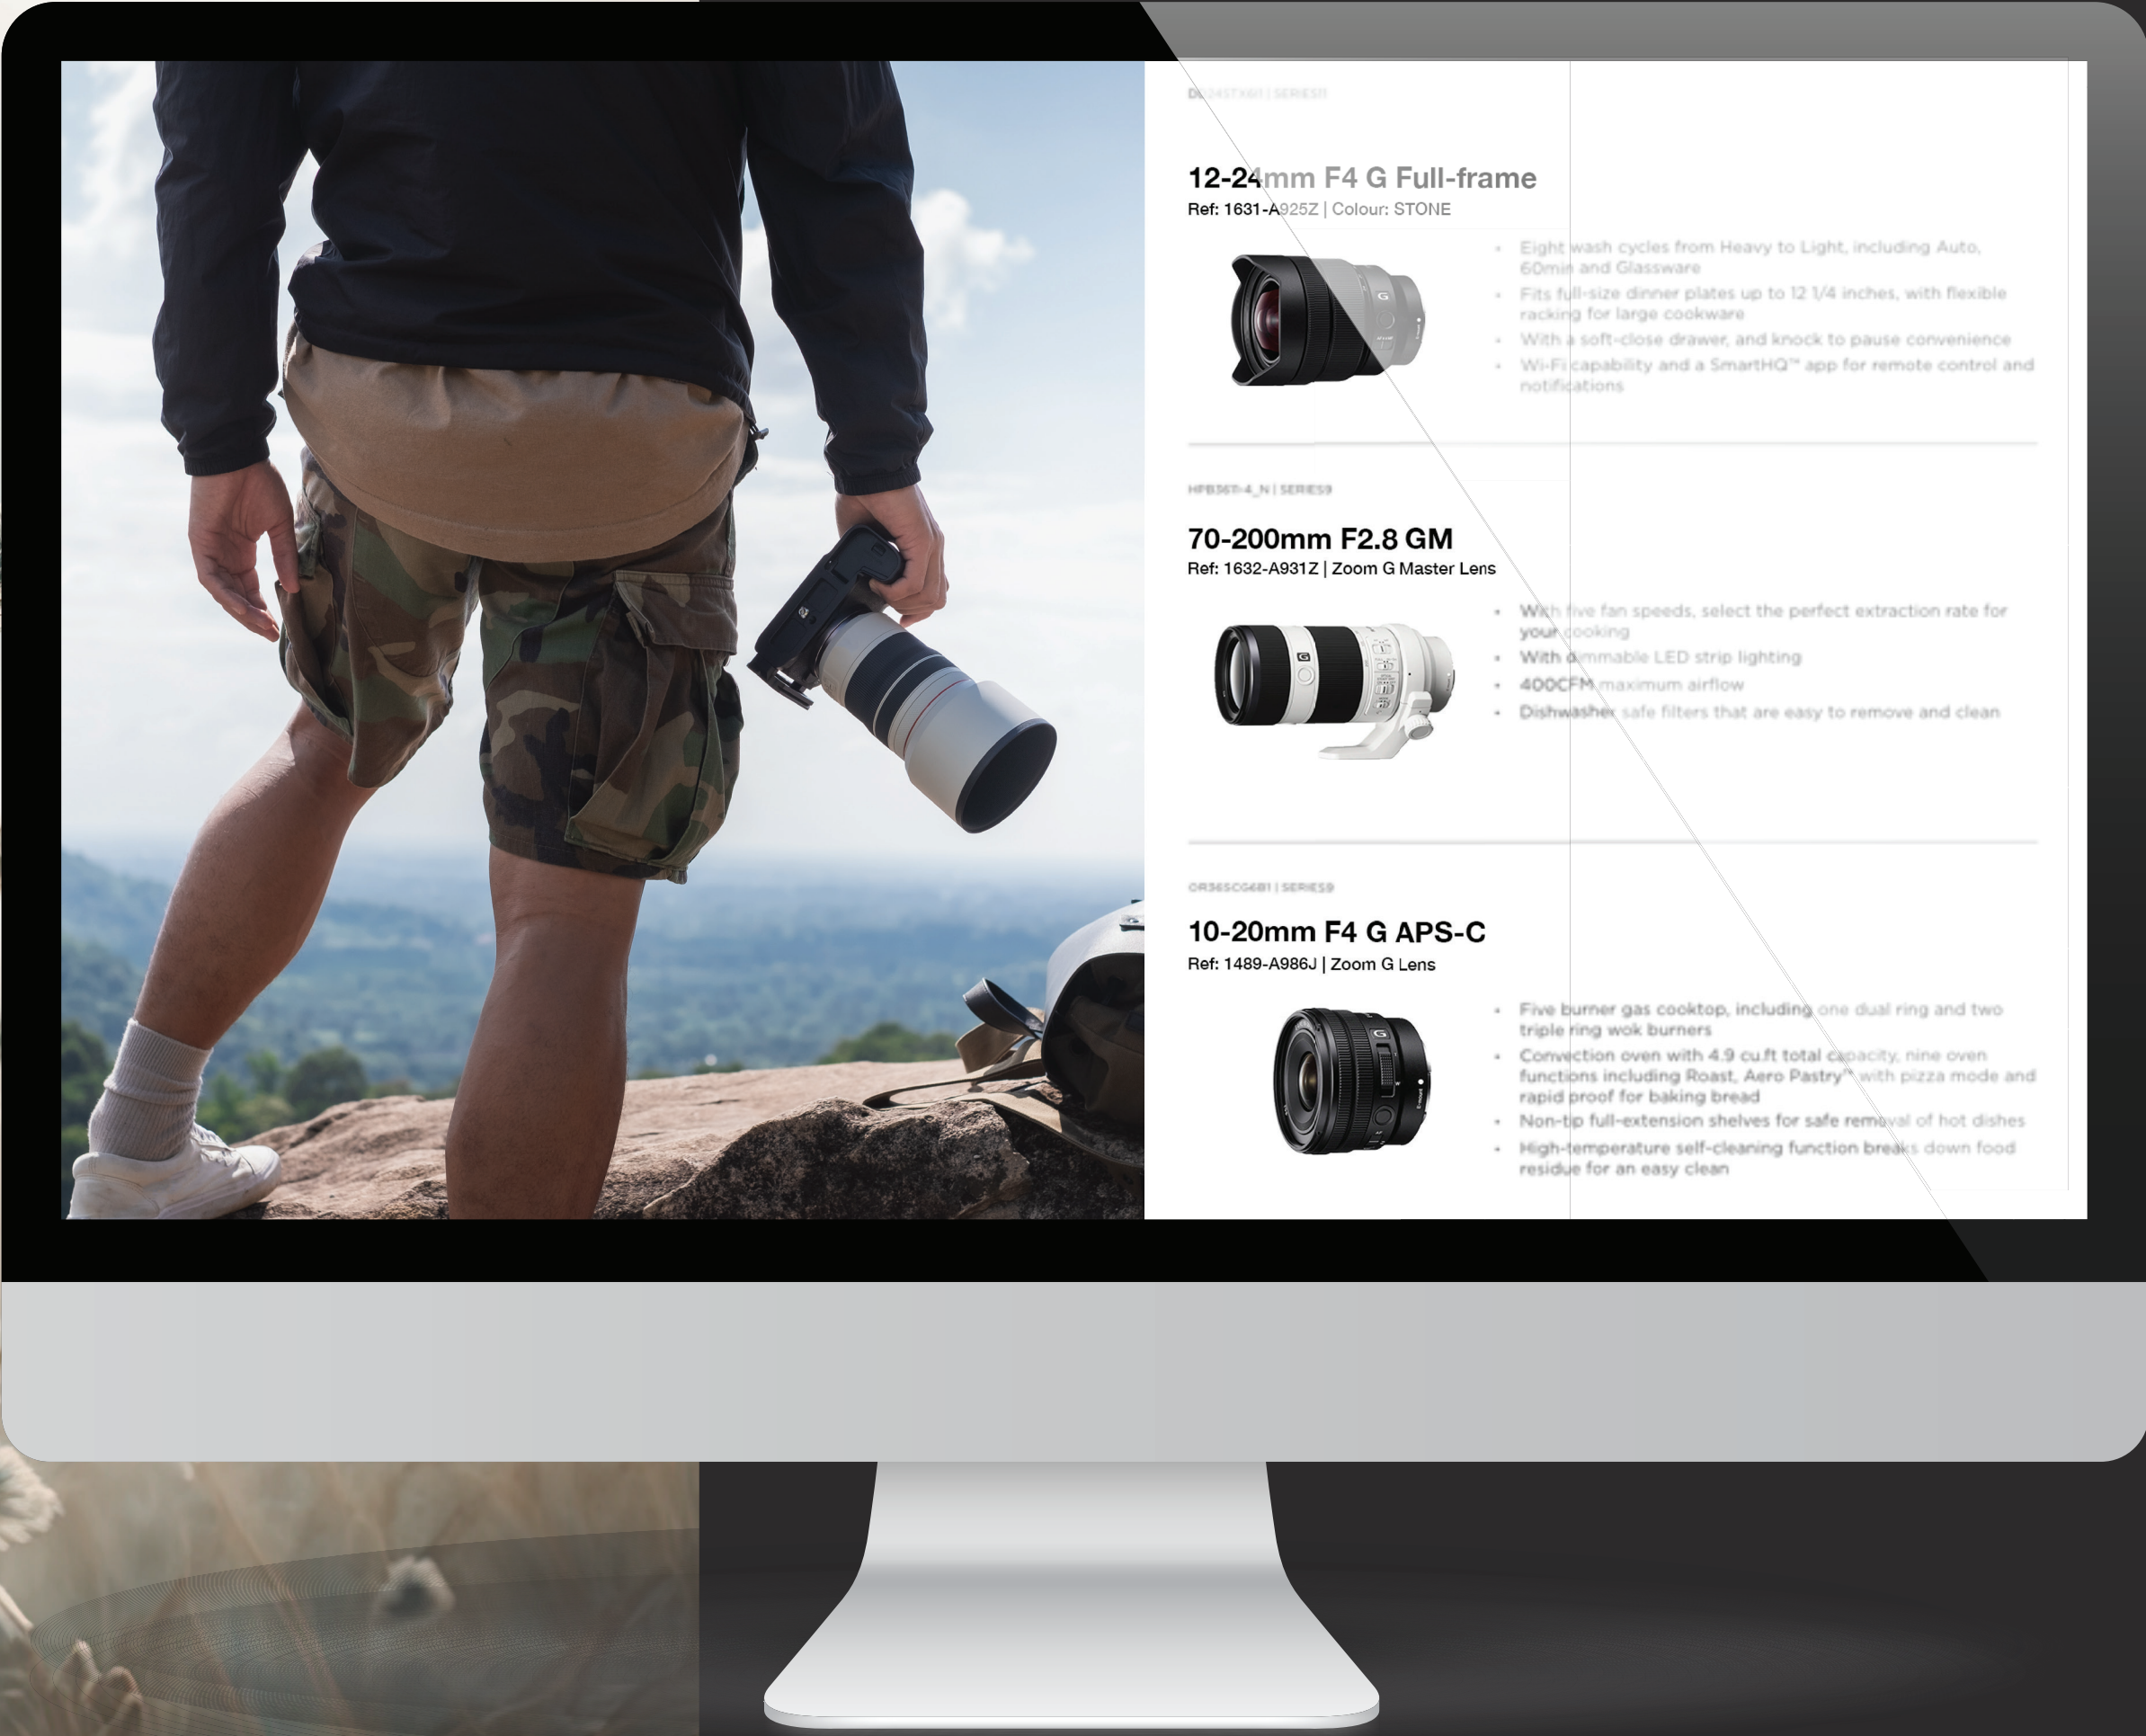 SERIES11
12-24mm F4 G Full-frame
Ref: 1631-A925Z | Colour: STONE
• Eight wash cycles from Heavy to Light, including Auto,
60min and Glassware
• Fits full-size dinner plates up to 12 1/4 inches, with flexible
racking for large cookware
• With a soft-close drawer, and knock to pause convenience
• Wi-Fi capability and a SmartHQ™ app for remote control and
notifications
G
| SERIES9
70-200mm F2.8 GM
Ref: 1632-A931Z | Zoom G Master Lens
• With five fan speeds, select the perfect extraction rate for
your cooking
• With dimmable LED strip lighting
• 400CFM maximum airflow
• Dishwasher safe filters that are easy to remove and clean
G
| SERIES9
10-20mm F4 G APS-C
Ref: 1489-A986J | Zoom G Lens
• Five burner gas cooktop, including one dual ring and two
triple ring wok burners
• Convection oven with 4.9 cu.ft total capacity, nine oven
functions including Roast, Aero Pastry™ with pizza mode and
rapid proof for baking bread
• Non-tip full-extension shelves for safe removal of hot dishes
• High-temperature self-cleaning function breaks down food
residue for an easy clean
G